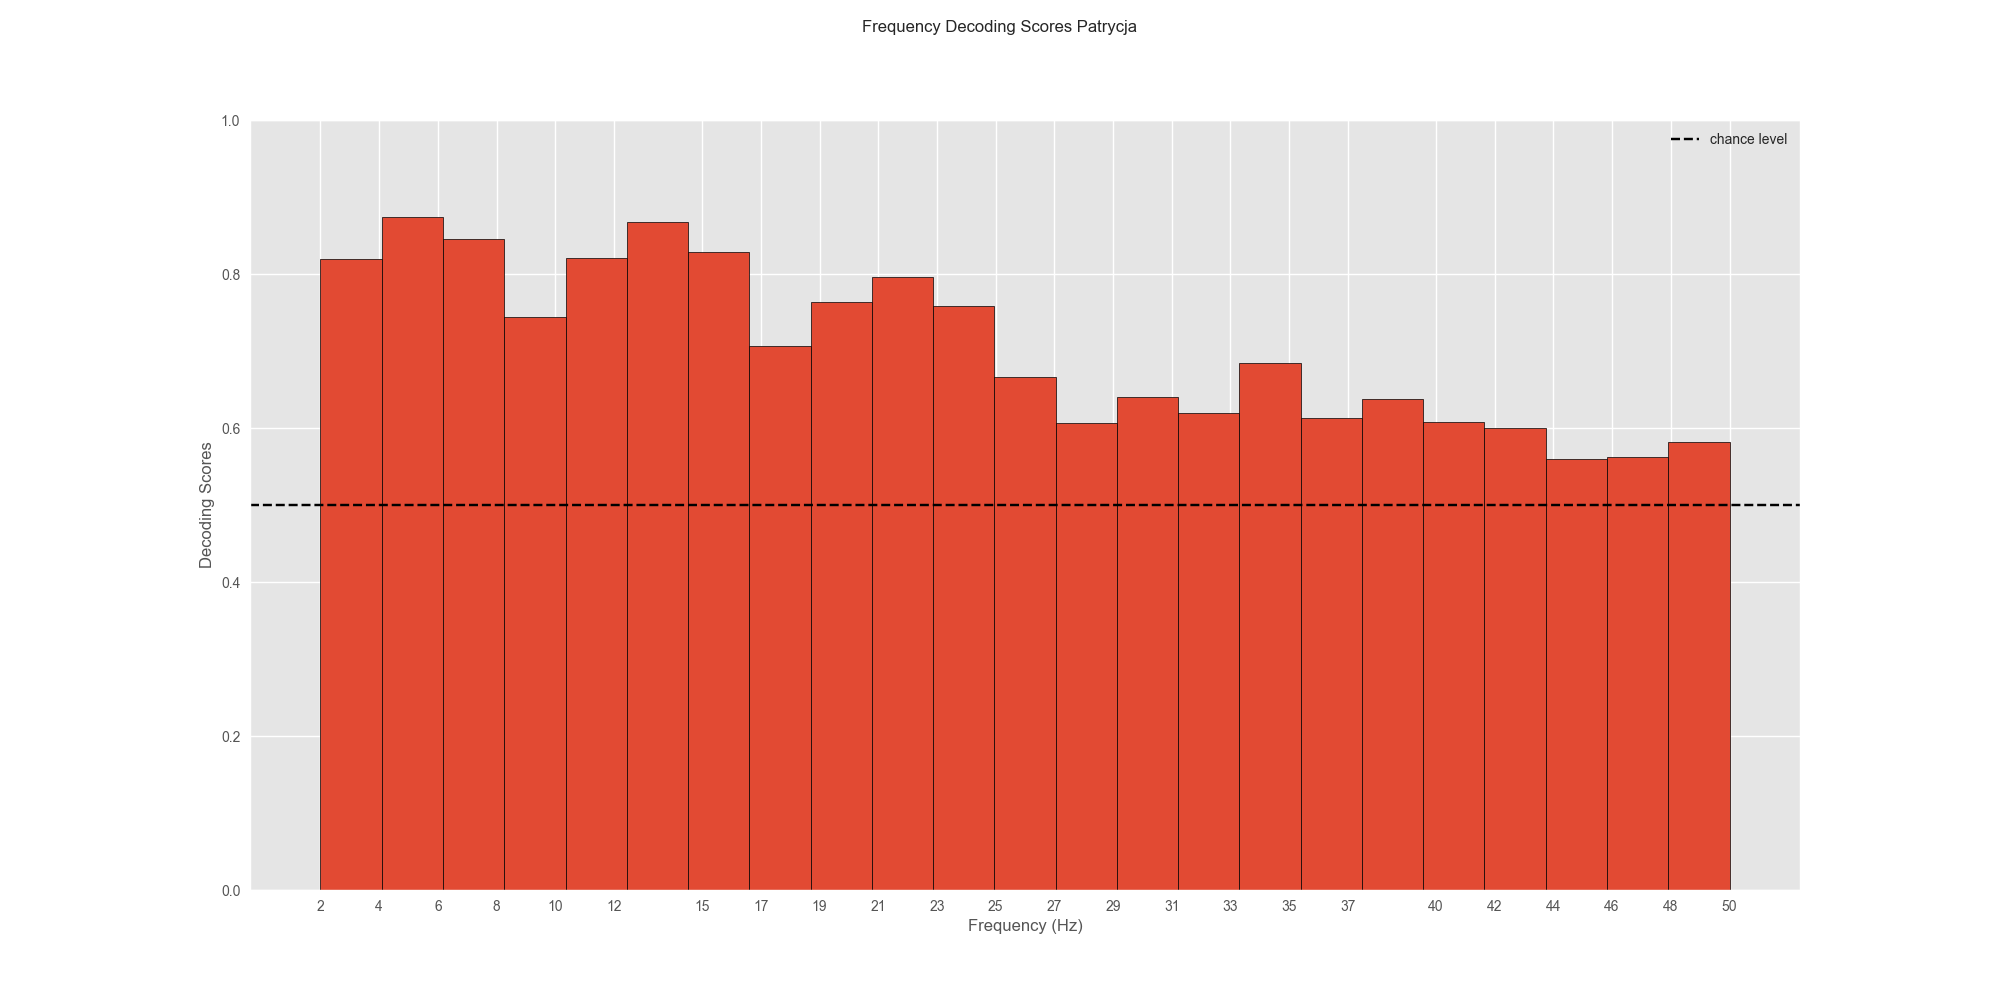 Frequency Decoding Scores Patrycja
chance level
1.0
0.8
0.6
0.4
0.2
0.0
Decoding Scores
2 4 6 8 10 12 15 17 19 21 23 25 27 29 31 33 35 37 40 42 44 46 48 50
Frequency (Hz)